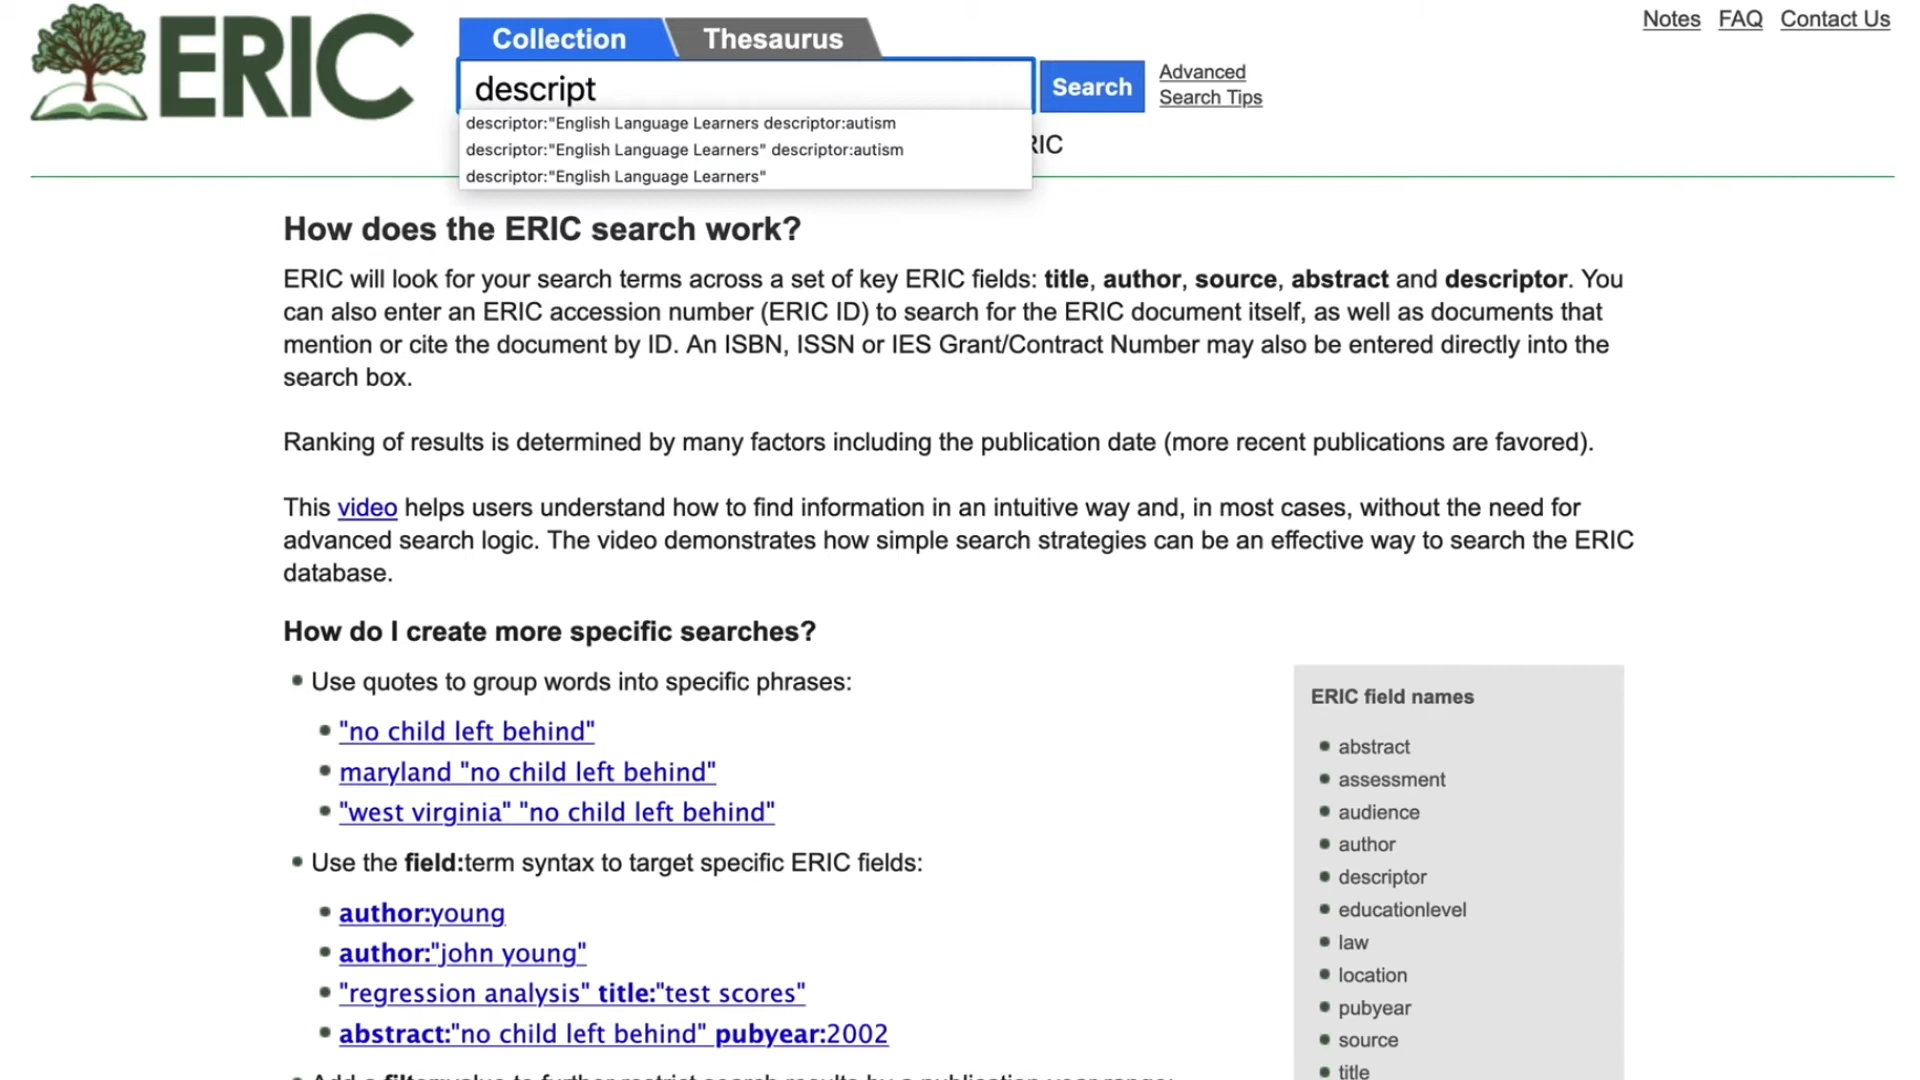 ERIC
Collection
Thesaurus
Notes FAQ Contact Us
descript
Search
Advanced
Search Tips
descriptor:"English Language Learners descriptor:autism
descriptor:"English Language Learners" descriptor:autism
descriptor:"English Language Learners"
How does the ERIC search work?
ERIC will look for your search terms across a set of key ERIC fields: title, author, source, abstract and descriptor. You
can also enter an ERIC accession number (ERIC ID) to search for the ERIC document itself, as well as documents that
mention or cite the document by ID. An ISBN, ISSN or IES Grant/Contract Number may also be entered directly into the
search box.
Ranking of results is determined by many factors including the publication date (more recent publications are favored).
This video helps users understand how to find information in an intuitive way and, in most cases, without the need for
advanced search logic. The video demonstrates how simple search strategies can be an effective way to search the ERIC
database.
How do I create more specific searches?
Use quotes to group words into specific phrases:
"no child left behind"
maryland "no child left behind"
"west virginia" "no child left behind"
Use the field:term syntax to target specific ERIC fields:
author:young
author:"john young"
"regression analysis" title:"test scores"
abstract:"no child left behind" pubyear:2002
ERIC field names
abstract
assessment
audience
author
descriptor
educationlevel
law
location
pubyear
source
title